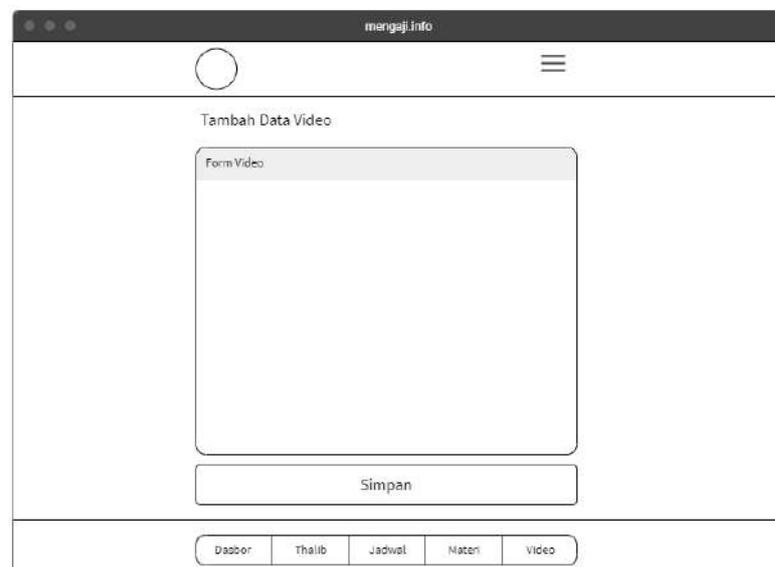 mengaji.info
Tambah Data Video
Form Video
Simpan
Dasbor Thalib Jadwal Materi Video